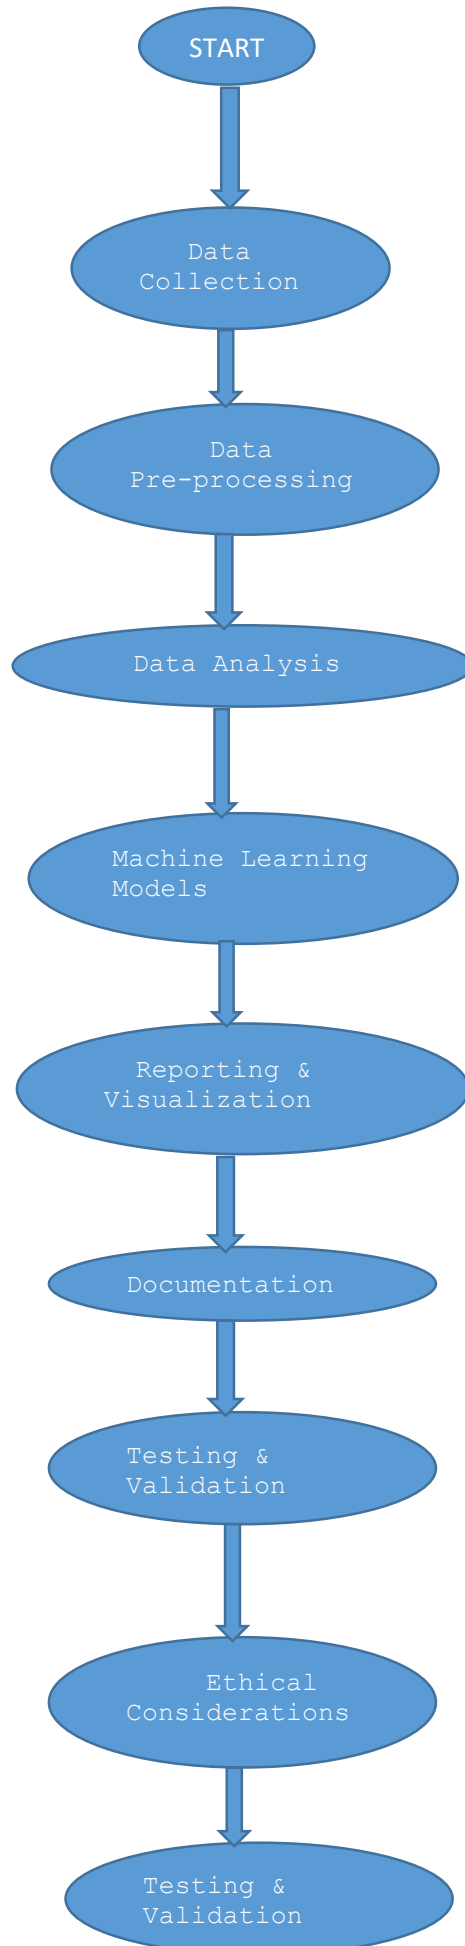 START
Data
Collection
Data
Pre-processing
Data Analysis
Machine Learning
Models
Reporting &
Visualization
Documentation
Testing &
Validation
Ethical
Considerations
Testing &
Validation